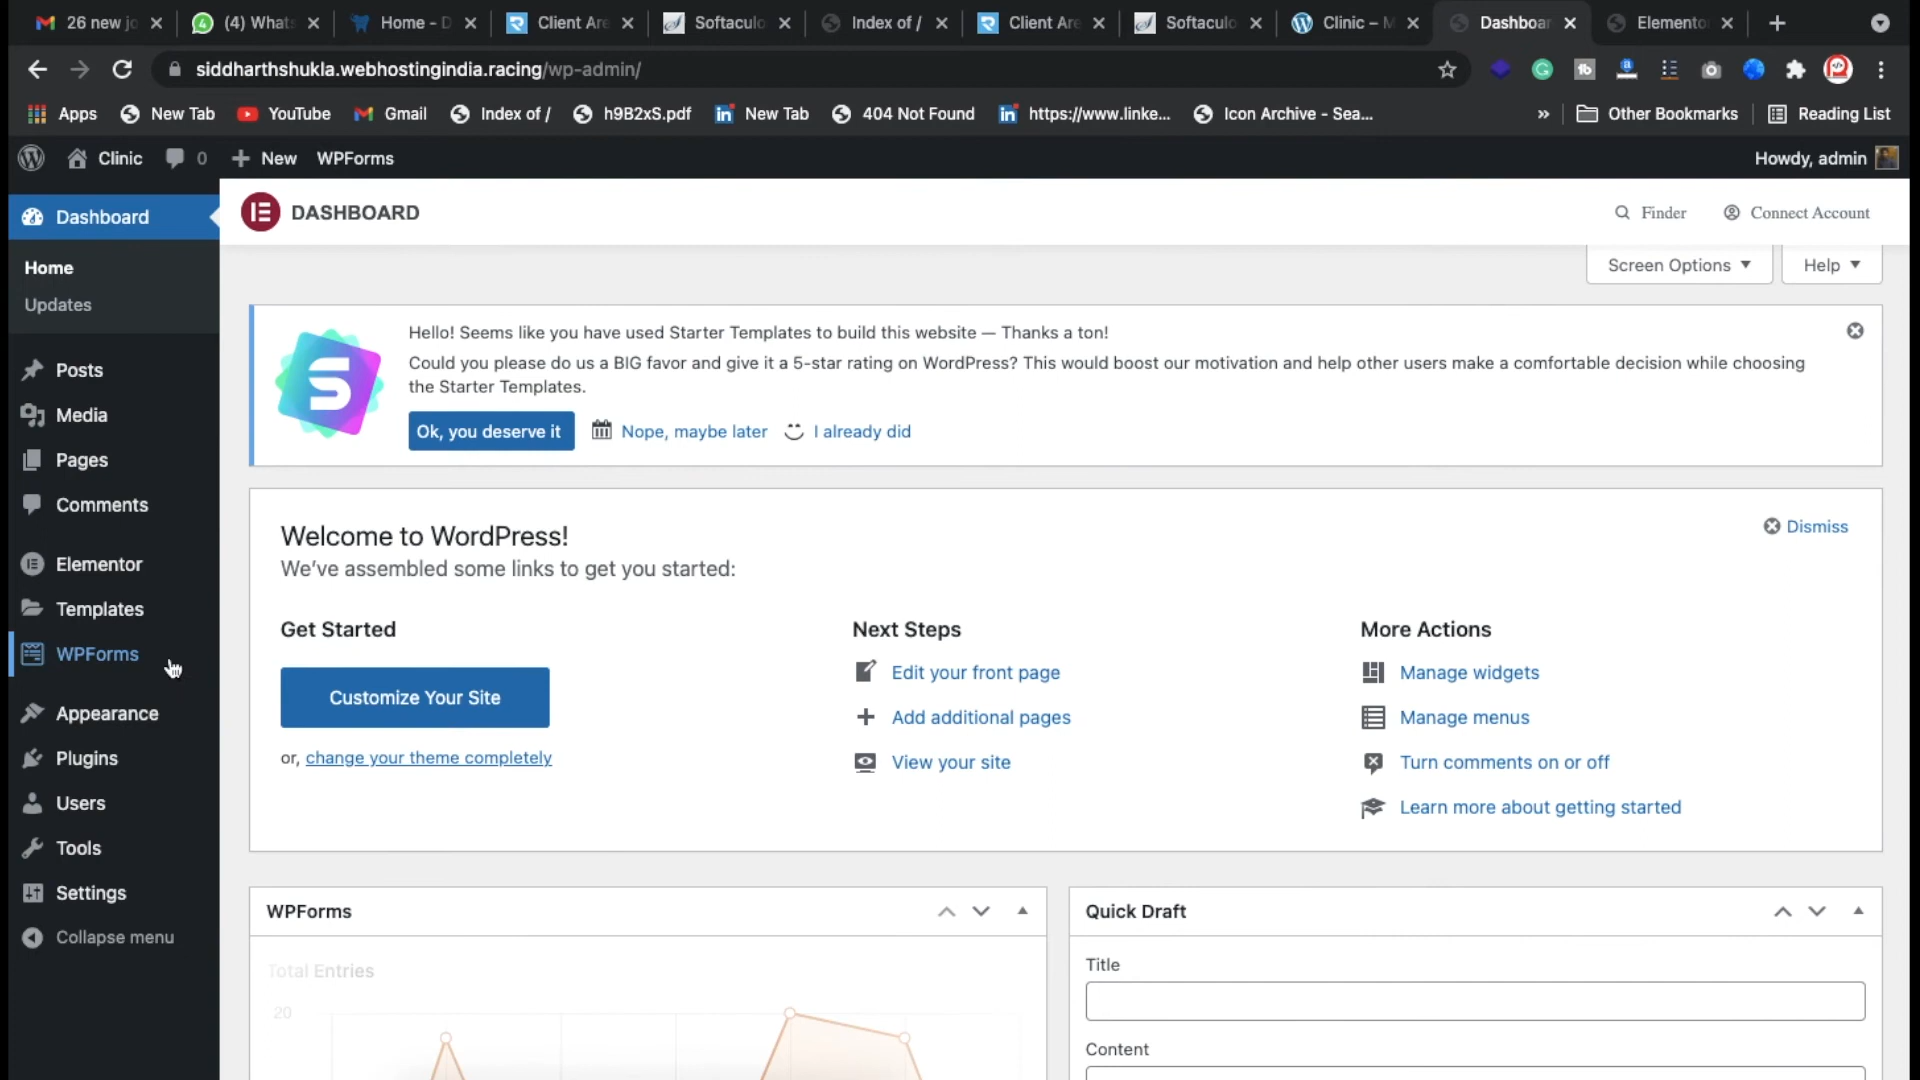 26 new jo
(4) Whats
Home - D
Client Are
Softaculo
Index of /
Client Are
Softaculo
Clinic – M
Dashboar
Elemento
siddharthshukla.webhostingindia.racing/wp-admin/
Apps
New Tab
YouTube
Gmail
Index of /
h9B2xS.pdf
New Tab
404 Not Found
https://www.linke...
Icon Archive - Sea...
»
Other Bookmarks
Reading List
Clinic
0
New
WPForms
Howdy, admin
Dashboard
Home
Updates
Posts
Media
Pages
Comments
Elementor
Templates
WPForms
Appearance
Plugins
Users
Tools
Settings
Collapse menu
DASHBOARD
Finder
Connect Account
Screen Options
Help
Hello! Seems like you have used Starter Templates to build this website — Thanks a ton!
Could you please do us a BIG favor and give it a 5-star rating on WordPress? This would boost our motivation and help other users make a comfortable decision while choosing
the Starter Templates.
Ok, you deserve it
Nope, maybe later
I already did
Welcome to WordPress!
We've assembled some links to get you started:
Dismiss
Get Started
Customize Your Site
or, change your theme completely
Next Steps
Edit your front page
Add additional pages
View your site
More Actions
Manage widgets
Manage menus
Turn comments on or off
Learn more about getting started
WPForms
Total Entries
20
Quick Draft
Title
Content